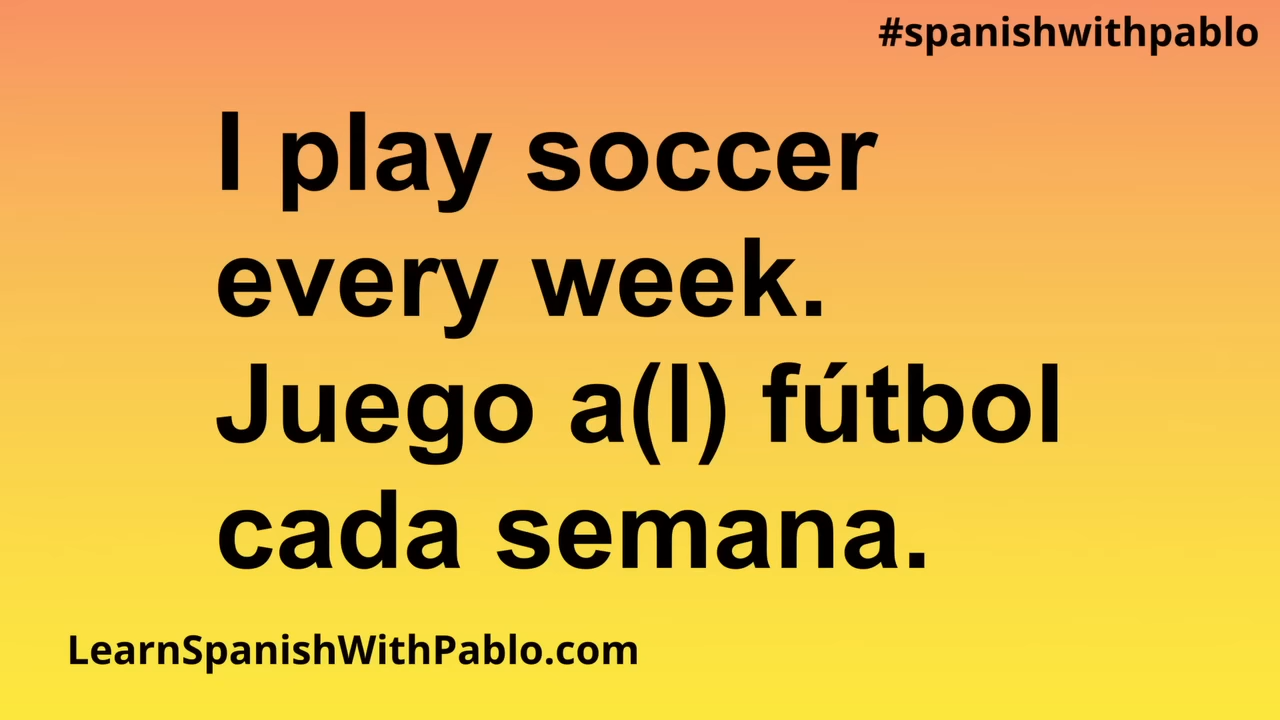 #spanishwithpablo
I play soccer
every week.
Juego a(l) fútbol
cada semana.
LearnSpanishWithPablo.com